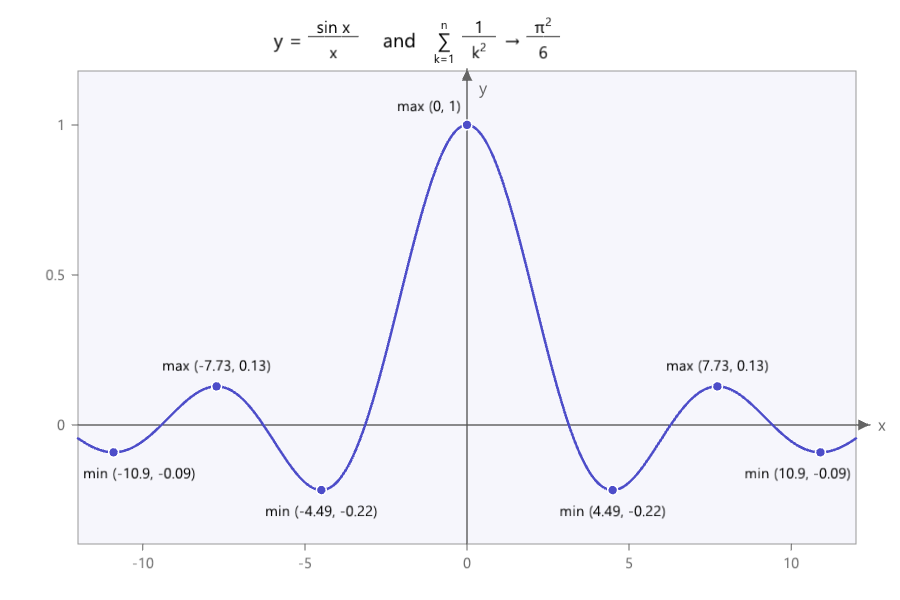 y = sin x / x and ∑ k=1 n 1 / k² → π² / 6
y
max (0, 1)
1
0.5
max (-7.73, 0.13) max (7.73, 0.13)
0 x
min (-10.9, -0.09) min (10.9, -0.09)
min (-4.49, -0.22) min (4.49, -0.22)
-10 -5 0 5 10